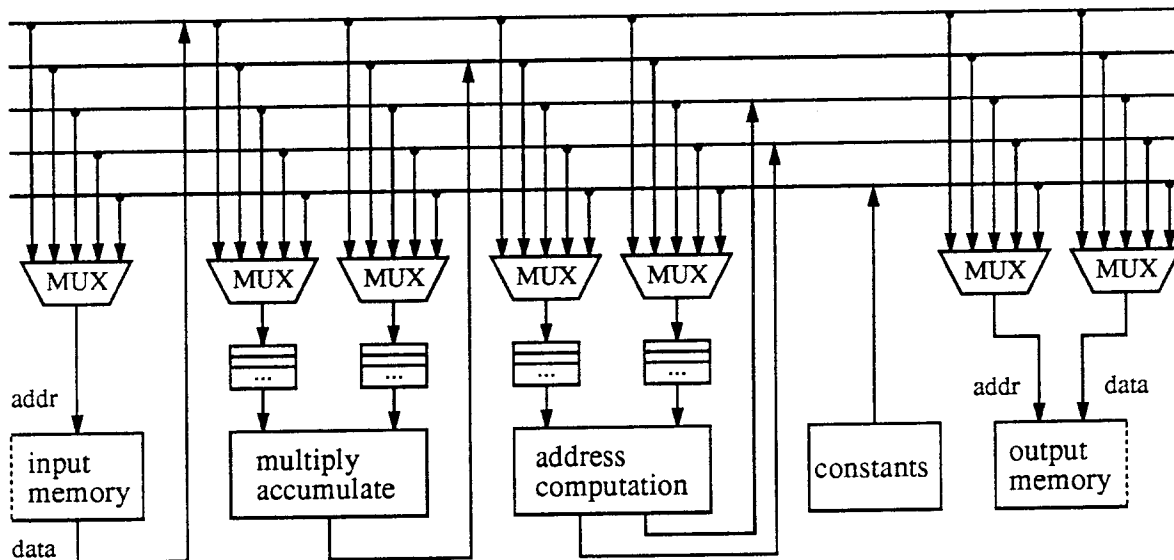 MUX
MUX
MUX
MUX
MUX
MUX
MUX
...
...
...
...
addr
addr
data
input
memory
multiply
accumulate
address
computation
constants
output
memory
data